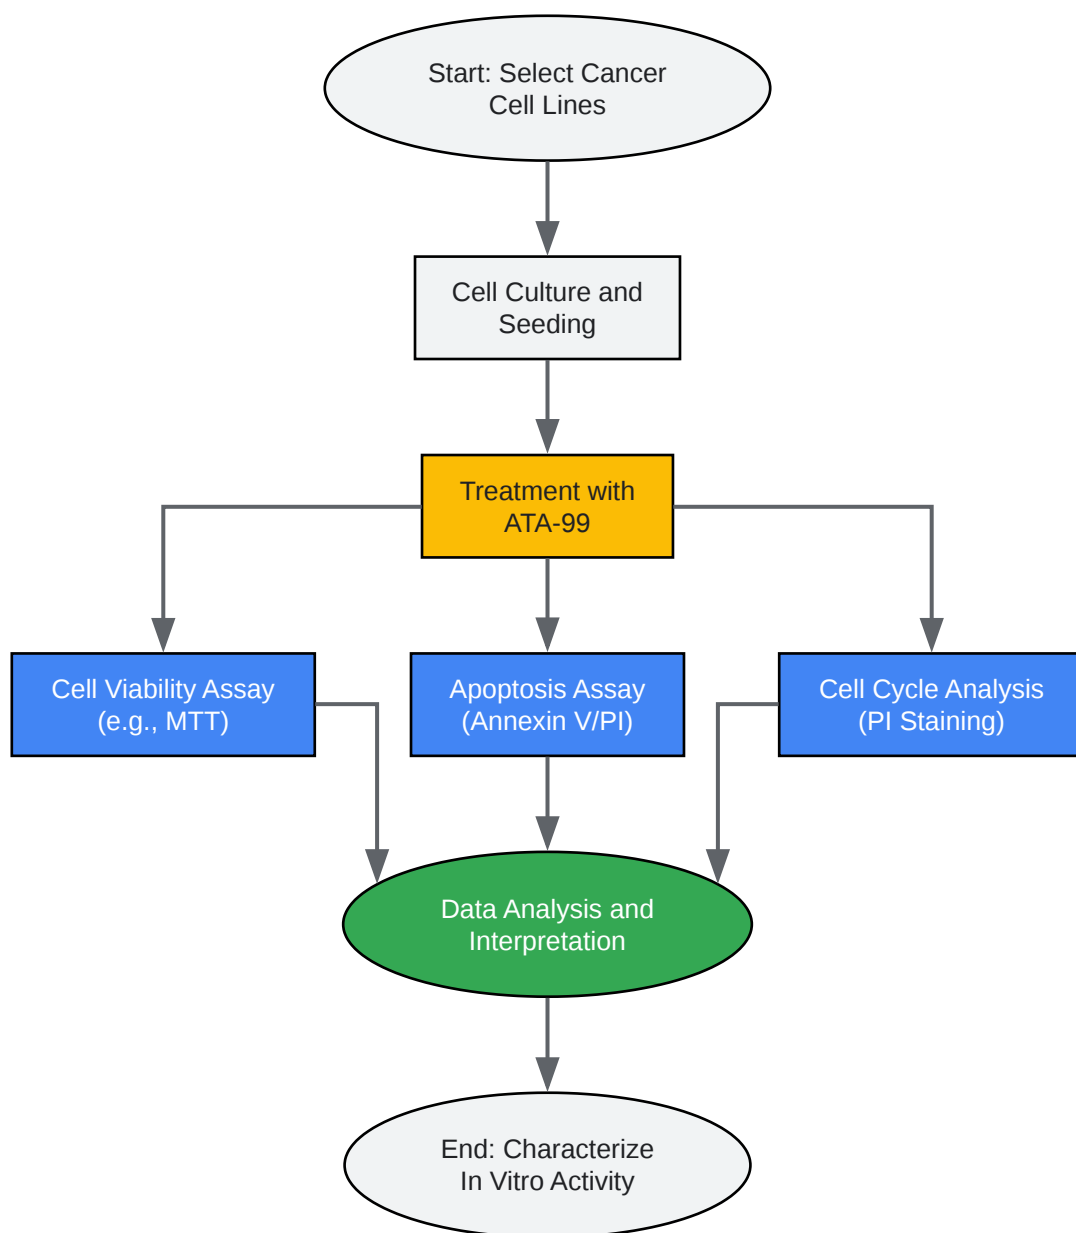 Start: Select Cancer
Cell Lines
Cell Culture and
Seeding
Treatment with
ATA-99
Cell Viability Assay
(e.g., MTT)
Apoptosis Assay
(Annexin V/PI)
Cell Cycle Analysis
(PI Staining)
Data Analysis and
Interpretation
End: Characterize
In Vitro Activity